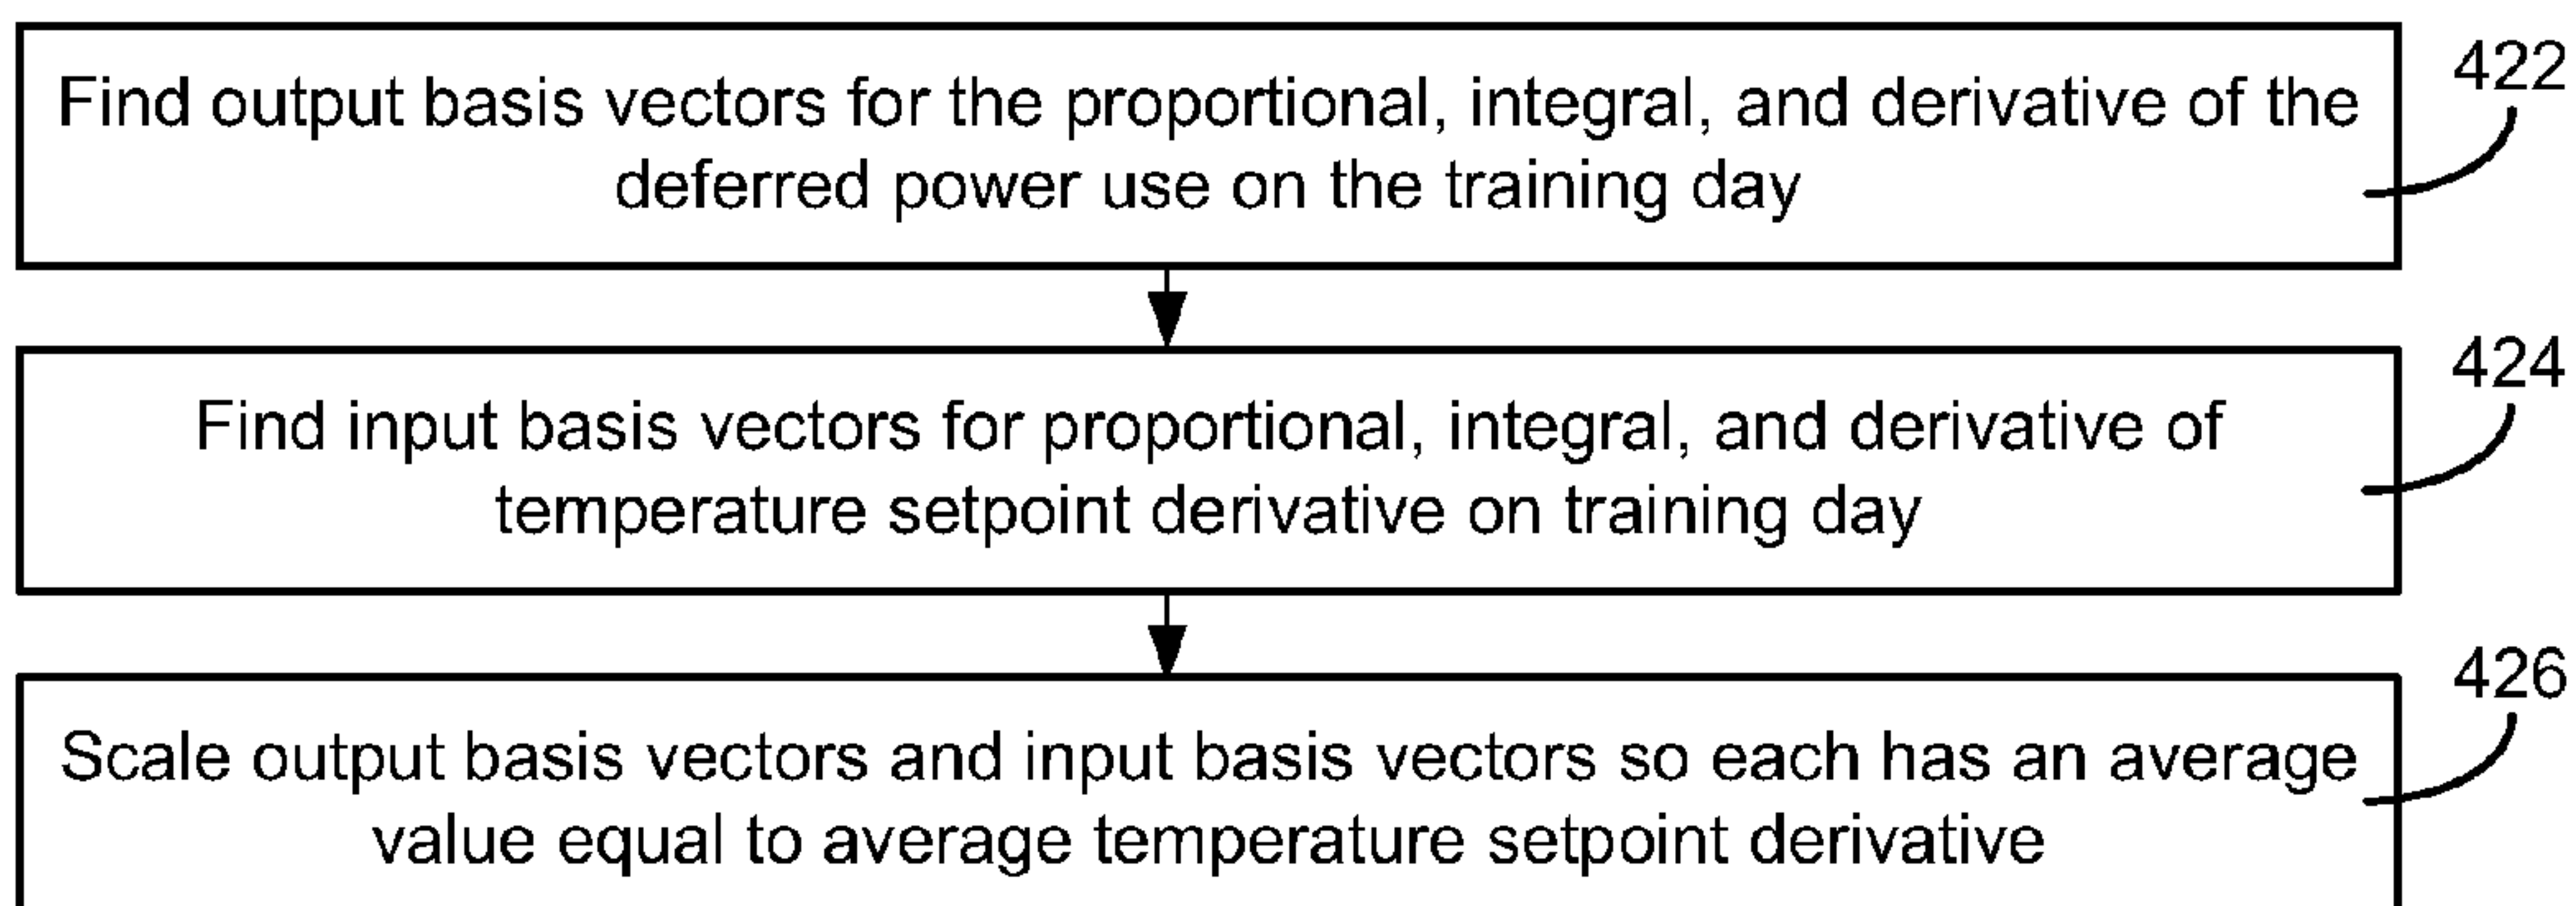 Find output basis vectors for the proportional, integral, and derivative of the
deferred power use on the training day
422
Find input basis vectors for proportional, integral, and derivative of
temperature setpoint derivative on training day
424
Scale output basis vectors and input basis vectors so each has an average
value equal to average temperature setpoint derivative
426